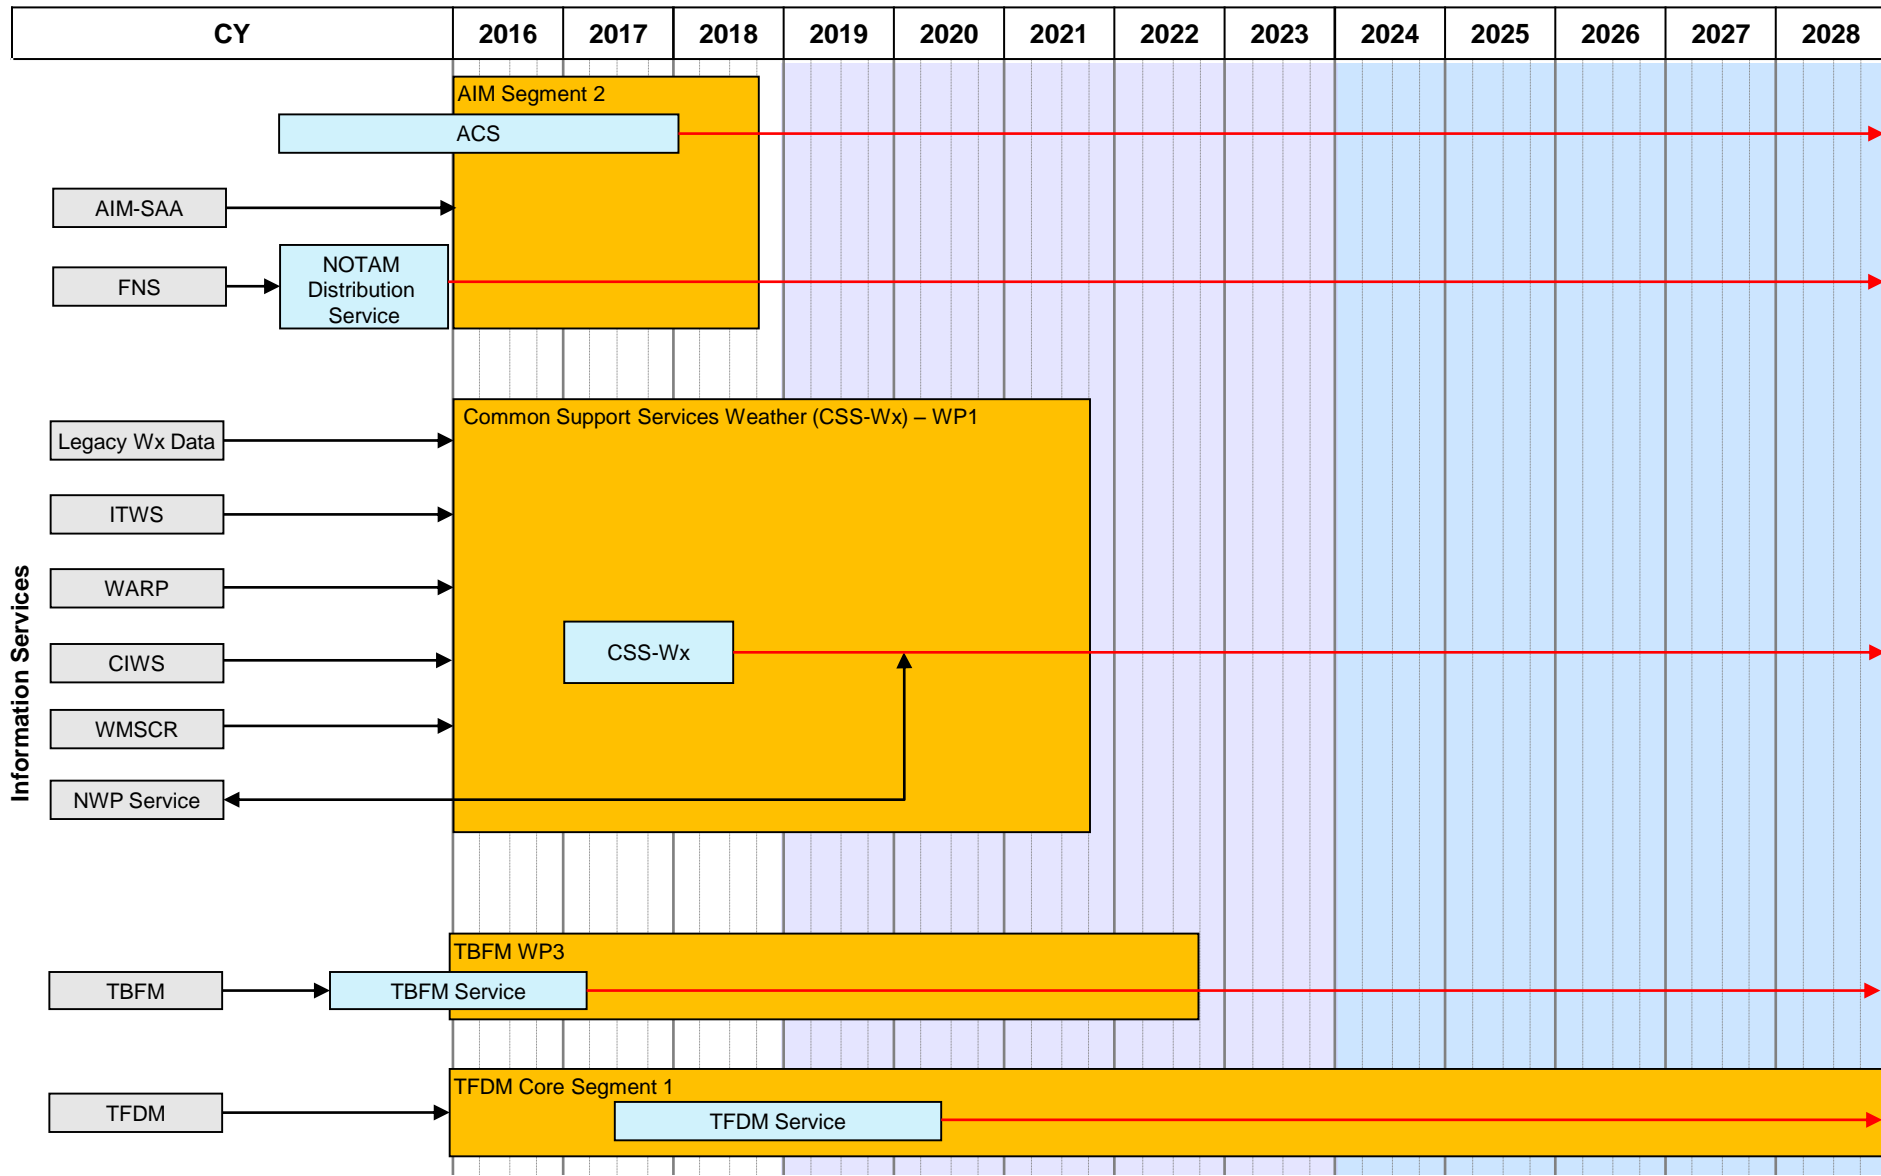 CY 2016 2017 2018 2019 2020 2021 2022 2023 2024 2025 2026 2027 2028
AIM Segment 2
ACS
AIM-SAA
FNS
NOTAM
Distribution
Service
Common Support Services Weather (CSS-Wx) – WP1
Legacy Wx Data
ITWS
WARP
CIWS
CSS-Wx
WMSCR
NWP Service
Information Services
TBFM WP3
TBFM
TBFM Service
TFDM Core Segment 1
TFDM
TFDM Service